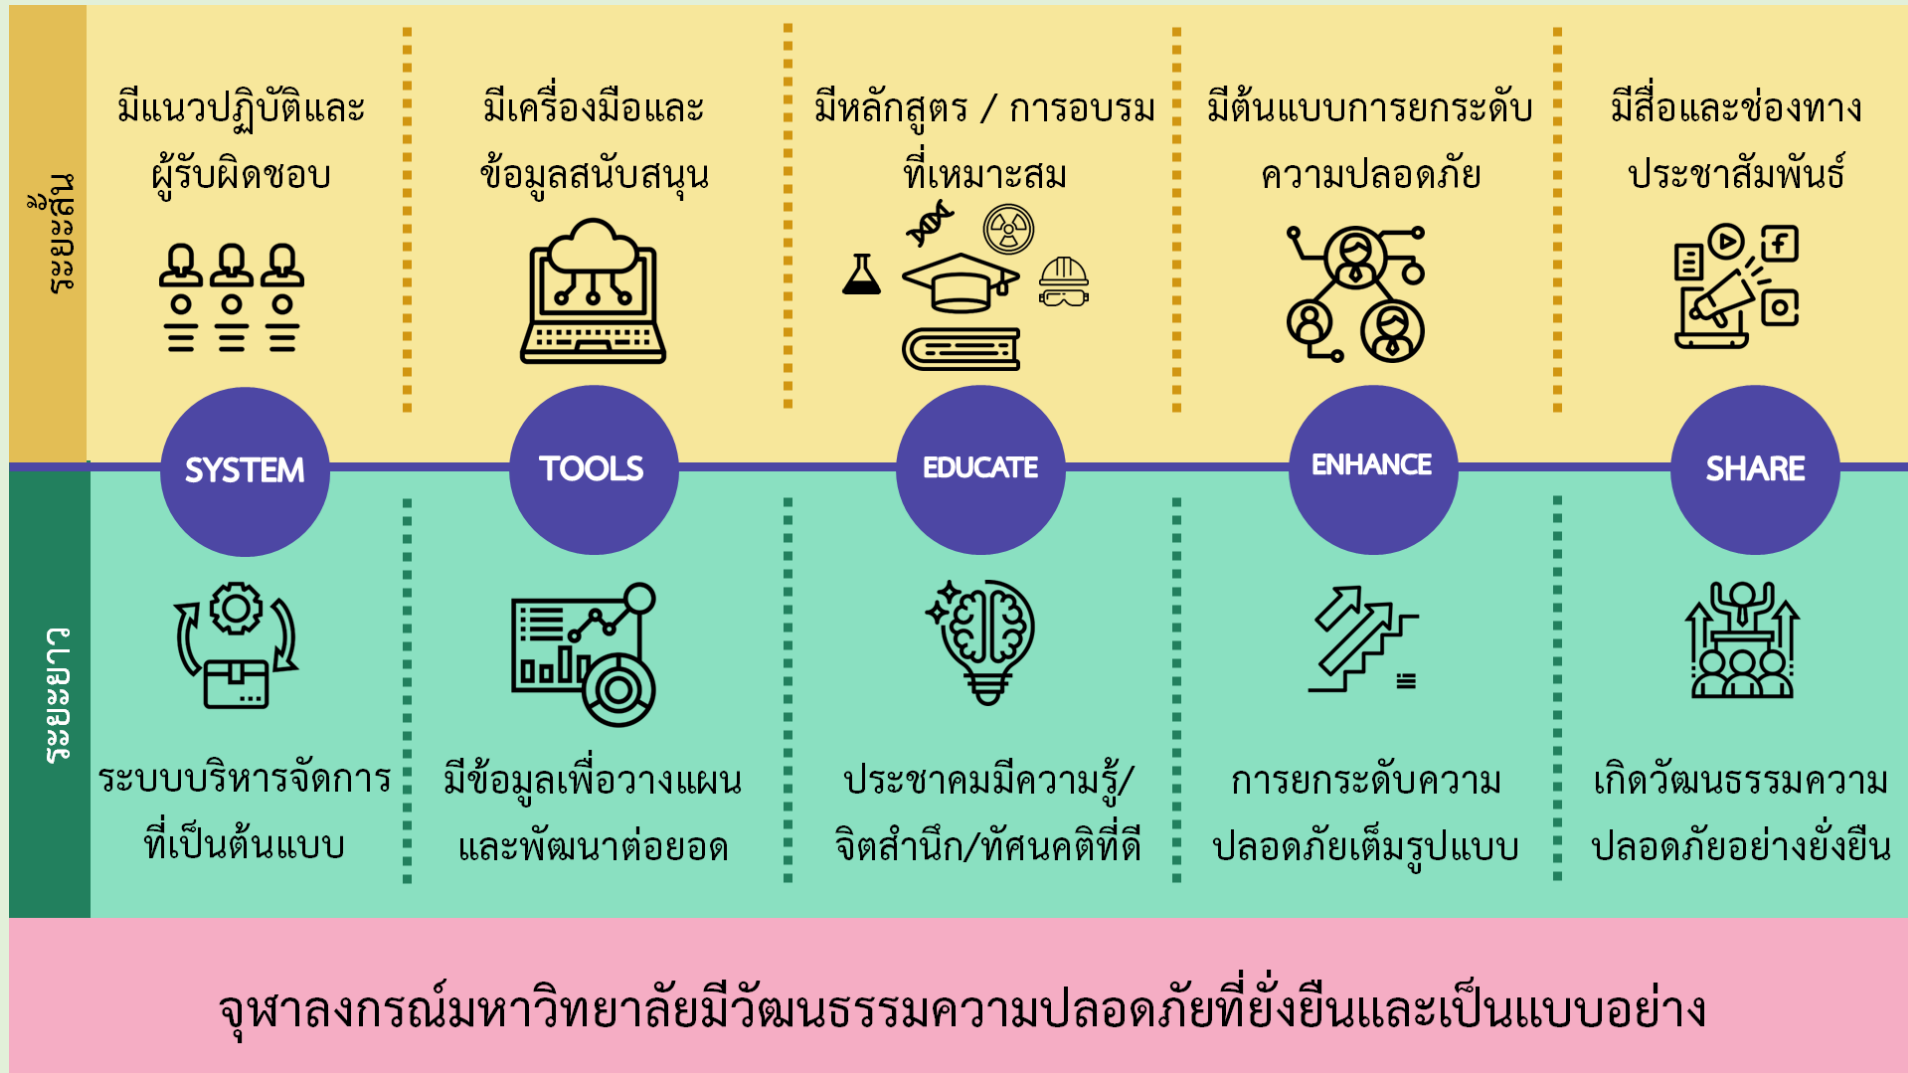 ระยะสั้น
มีแนวปฏิบัติและ
ผู้รับผิดชอบ
มีเครื่องมือและ
ข้อมูลสนับสนุน
มีหลักสูตร / การอบรม
ที่เหมาะสม
มีต้นแบบการยกระดับ
ความปลอดภัย
มีสื่อและช่องทาง
ประชาสัมพันธ์
SYSTEM
TOOLS
EDUCATE
ENHANCE
SHARE
ระยะยาว
ระบบบริหารจัดการ
ที่เป็นต้นแบบ
มีข้อมูลเพื่อวางแผน
และพัฒนาต่อยอด
ประชาคมมีความรู้/
จิตสำนึก/ทัศนคติที่ดี
การยกระดับความ
ปลอดภัยเต็มรูปแบบ
เกิดวัฒนธรรมความ
ปลอดภัยอย่างยั่งยืน
จุฬาลงกรณ์มหาวิทยาลัยมีวัฒนธรรมความปลอดภัยที่ยั่งยืนและเป็นแบบอย่าง